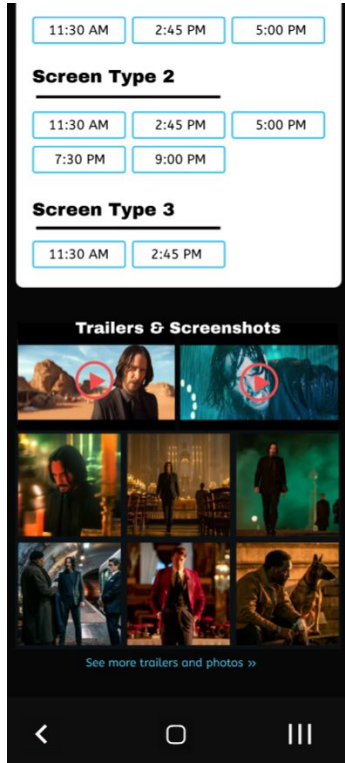 11:30 AM 2:45 PM 5:00 PM
Screen Type 2
11:30 AM 2:45 PM 5:00 PM
7:30 PM 9:00 PM
Screen Type 3
11:30 AM 2:45 PM
Trailers & Screenshots
See more trailers and photos »